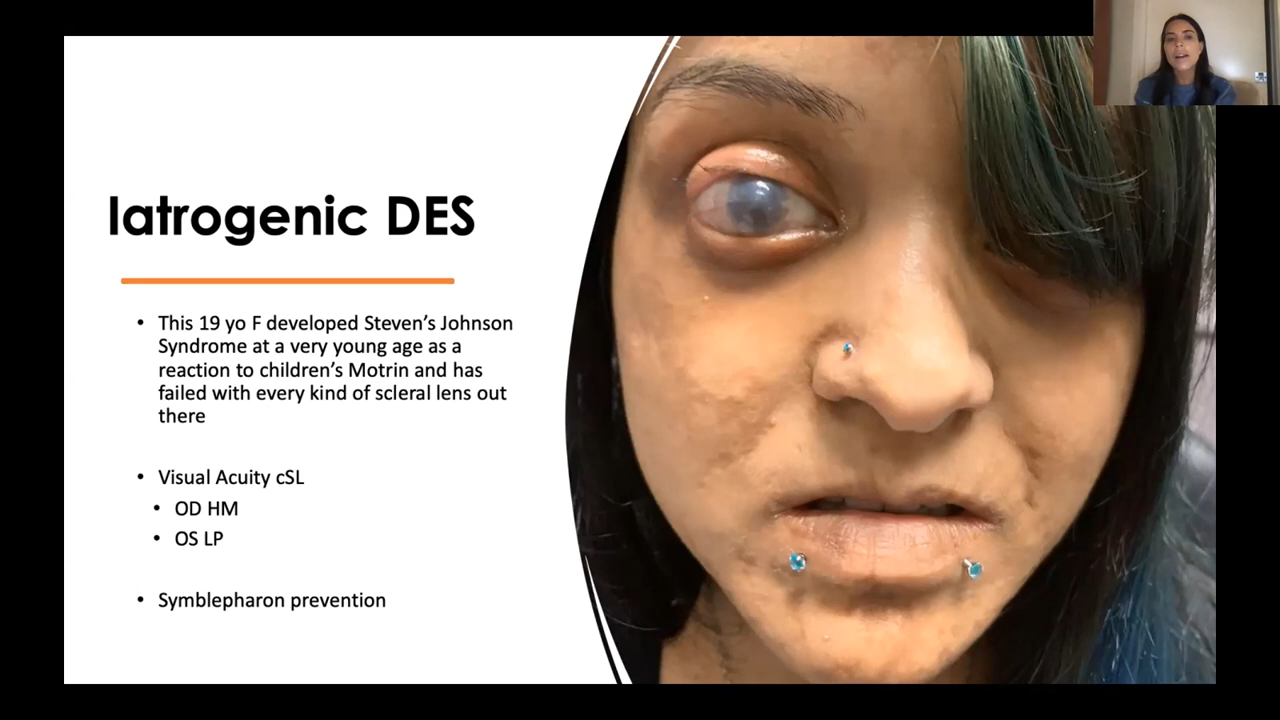 Iatrogenic DES
• This 19 yo F developed Steven's Johnson
Syndrome at a very young age as a
reaction to children's Motrin and has
failed with every kind of scleral lens out
there
• Visual Acuity cSL
• OD HM
• OS LP
• Symblepharon prevention